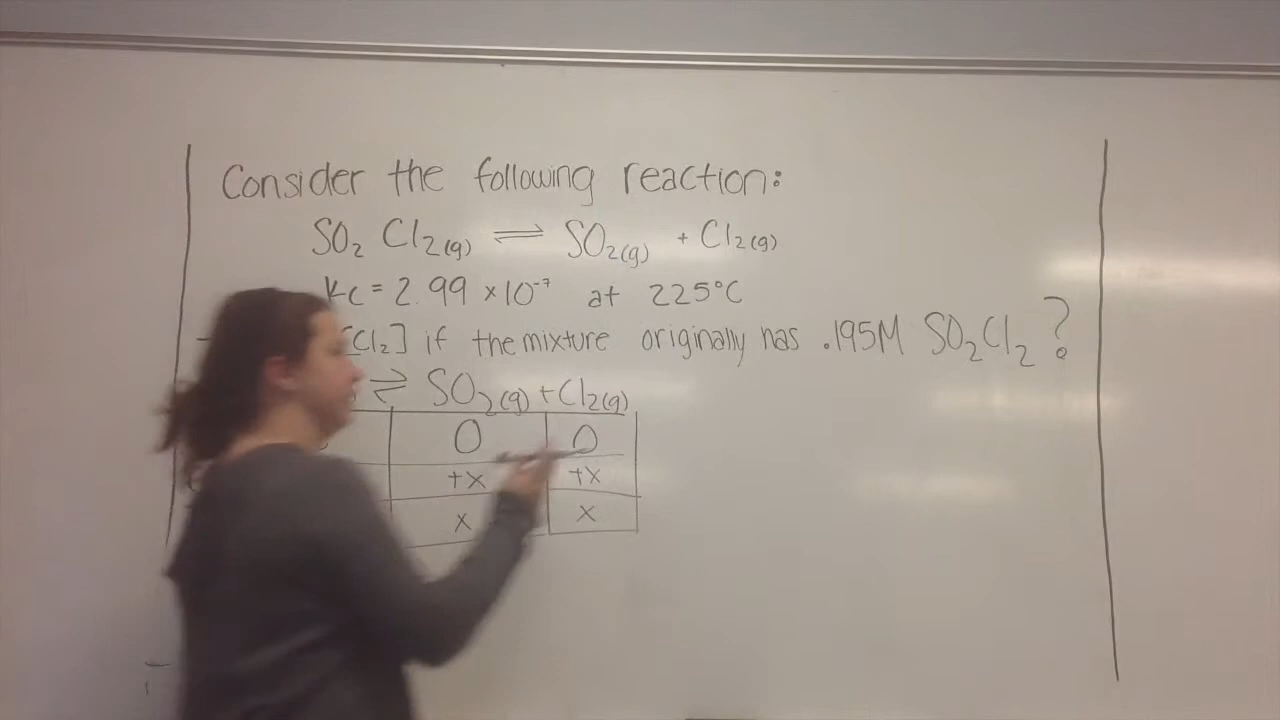 Consider the following reaction:
SO₂ Cl₂(g) ⇌ SO₂(g) + Cl₂(g)
Kc = 2.99 × 10⁻⁷ at 225°C
[Cl₂] if the mixture originally has .195M SO₂Cl₂?
⇌ SO₂(g) + Cl₂(g)
0 0
+x +x
x x